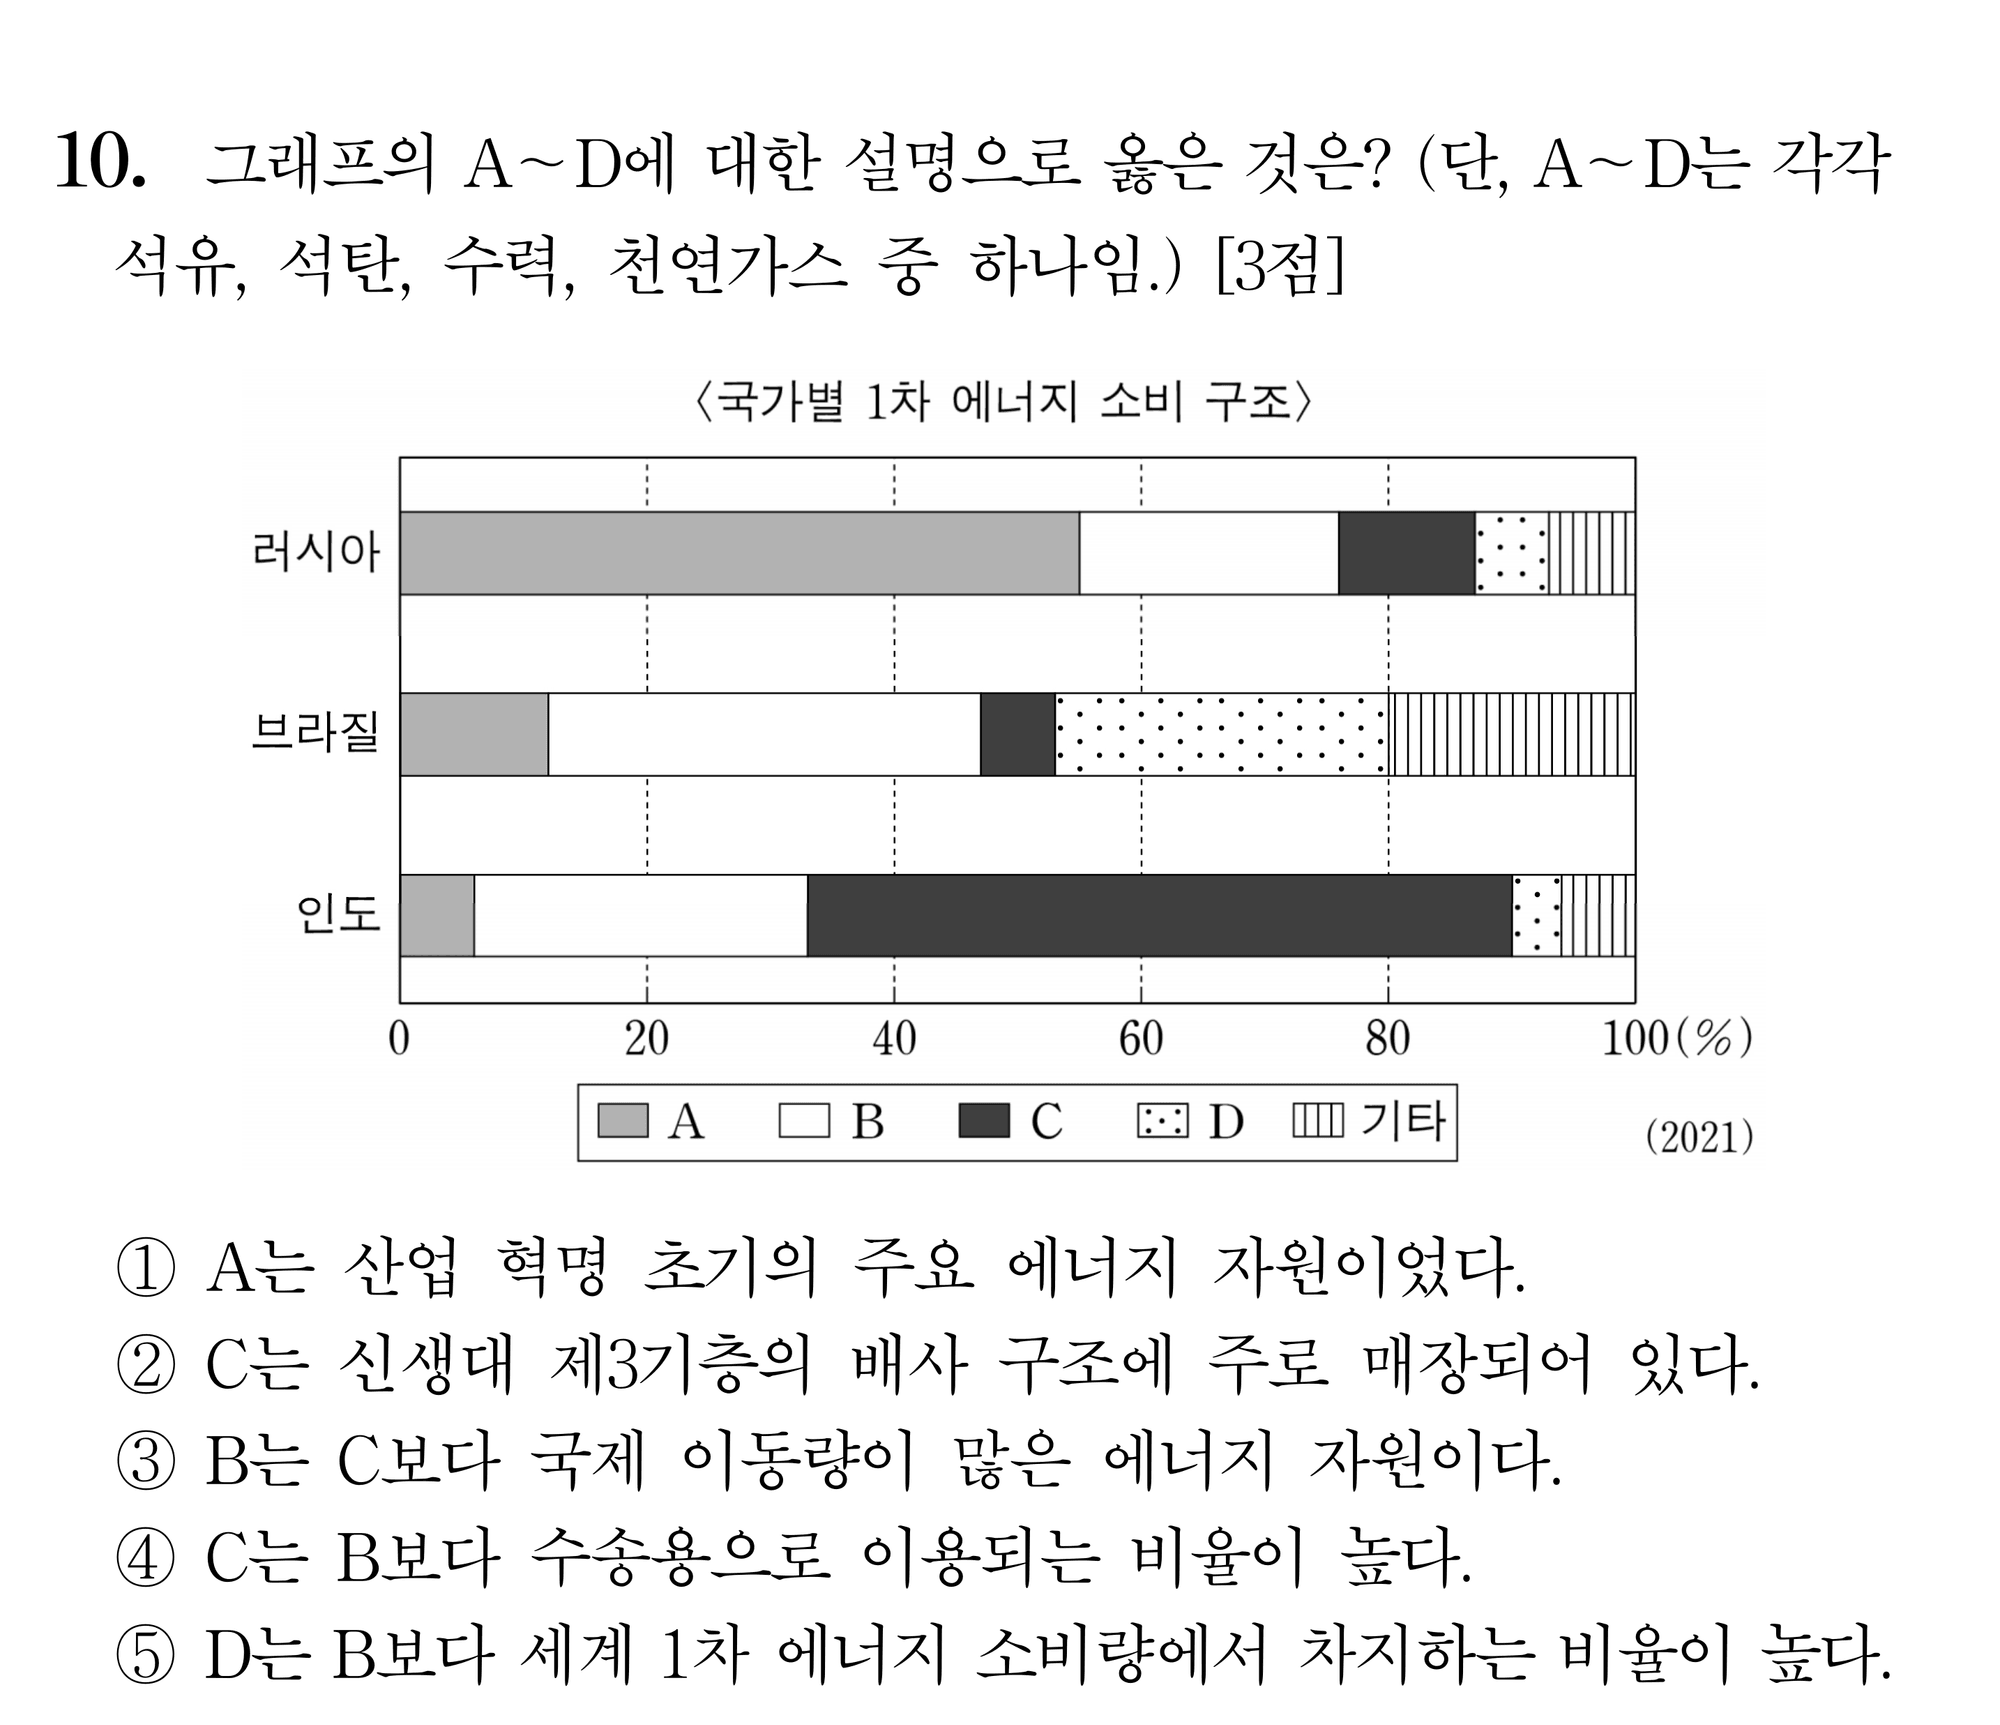 10. 그래프의 A~D에 대한 설명으로 옳은 것은? (단, A~D는 각각
석유, 석탄, 수력, 천연가스 중 하나임.) [3점]
〈국가별 1차 에너지 소비 구조〉
러시아
브라질
인도
0 20 40 60 80 100(%)
A B C D 기타
(2021)
① A는 산업 혁명 초기의 주요 에너지 자원이었다.
② C는 신생대 제3기층의 배사 구조에 주로 매장되어 있다.
③ B는 C보다 국제 이동량이 많은 에너지 자원이다.
④ C는 B보다 수송용으로 이용되는 비율이 높다.
⑤ D는 B보다 세계 1차 에너지 소비량에서 차지하는 비율이 높다.